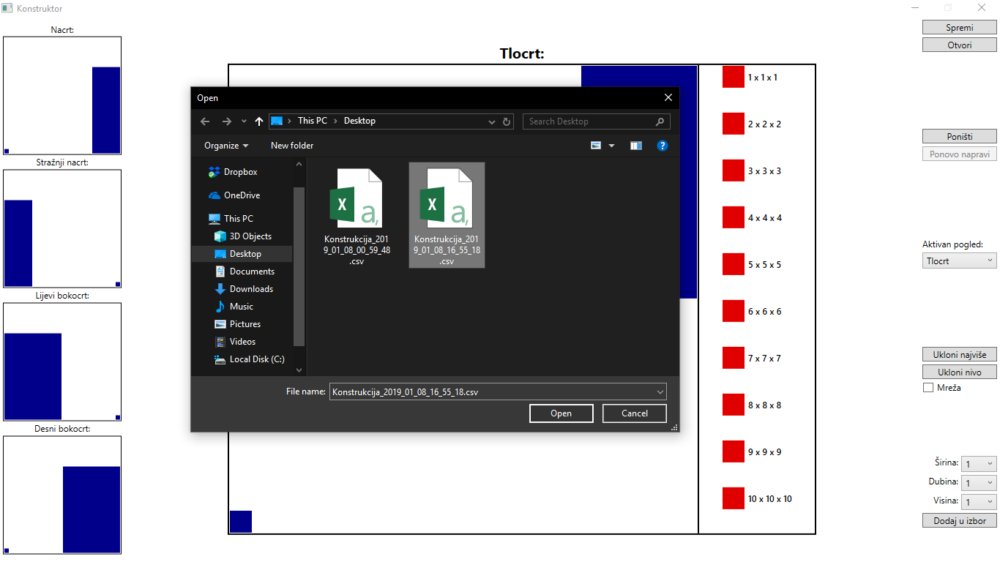 Konstruktor
Nacrt:
Stražnji nacrt:
Lijevi bokocrt:
Desni bokocrt:
Tlocrt:
Open
This PC
Desktop
Search Desktop
Organize
New folder
?
Dropbox
OneDrive
This PC
3D Objects
Desktop
Documents
Downloads
Music
Pictures
Videos
Local Disk (C:)
X a,
Konstrukcija_201
9_01_08_00_59_48
.csv
X a,
Konstrukcija_201
9_01_08_16_55_18
.csv
File name:
Konstrukcija_2019_01_08_16_55_18.csv
Open
Cancel
1 x 1 x 1
2 x 2 x 2
3 x 3 x 3
4 x 4 x 4
5 x 5 x 5
6 x 6 x 6
7 x 7 x 7
8 x 8 x 8
9 x 9 x 9
10 x 10 x 10
Spremi
Otvori
Poništi
Ponovo napravi
Aktivan pogled:
Tlocrt
Ukloni najviše
Ukloni nivo
Mreža
Širina: 1
Dubina: 1
Visina: 1
Dodaj u izbor